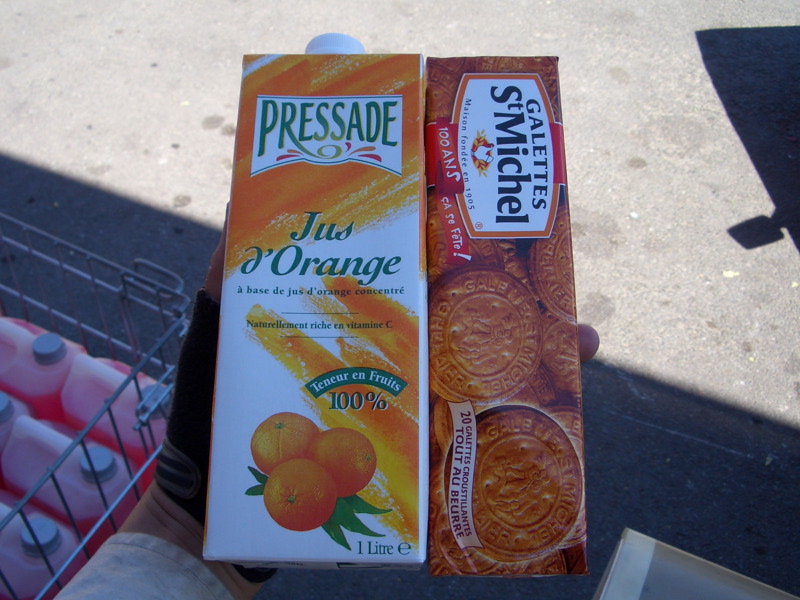 PRESSADE
Jus
d'Orange
à base de jus d'orange concentré
Naturellement riche en vitamine C
Teneur en Fruits
100%
1 Litre e
GALETTES
St Michel
®
Maison fondée en 1905
100 ANS
ça se fête!
20 GALETTES CROUSTILLANTES
TOUT AU BEURRE